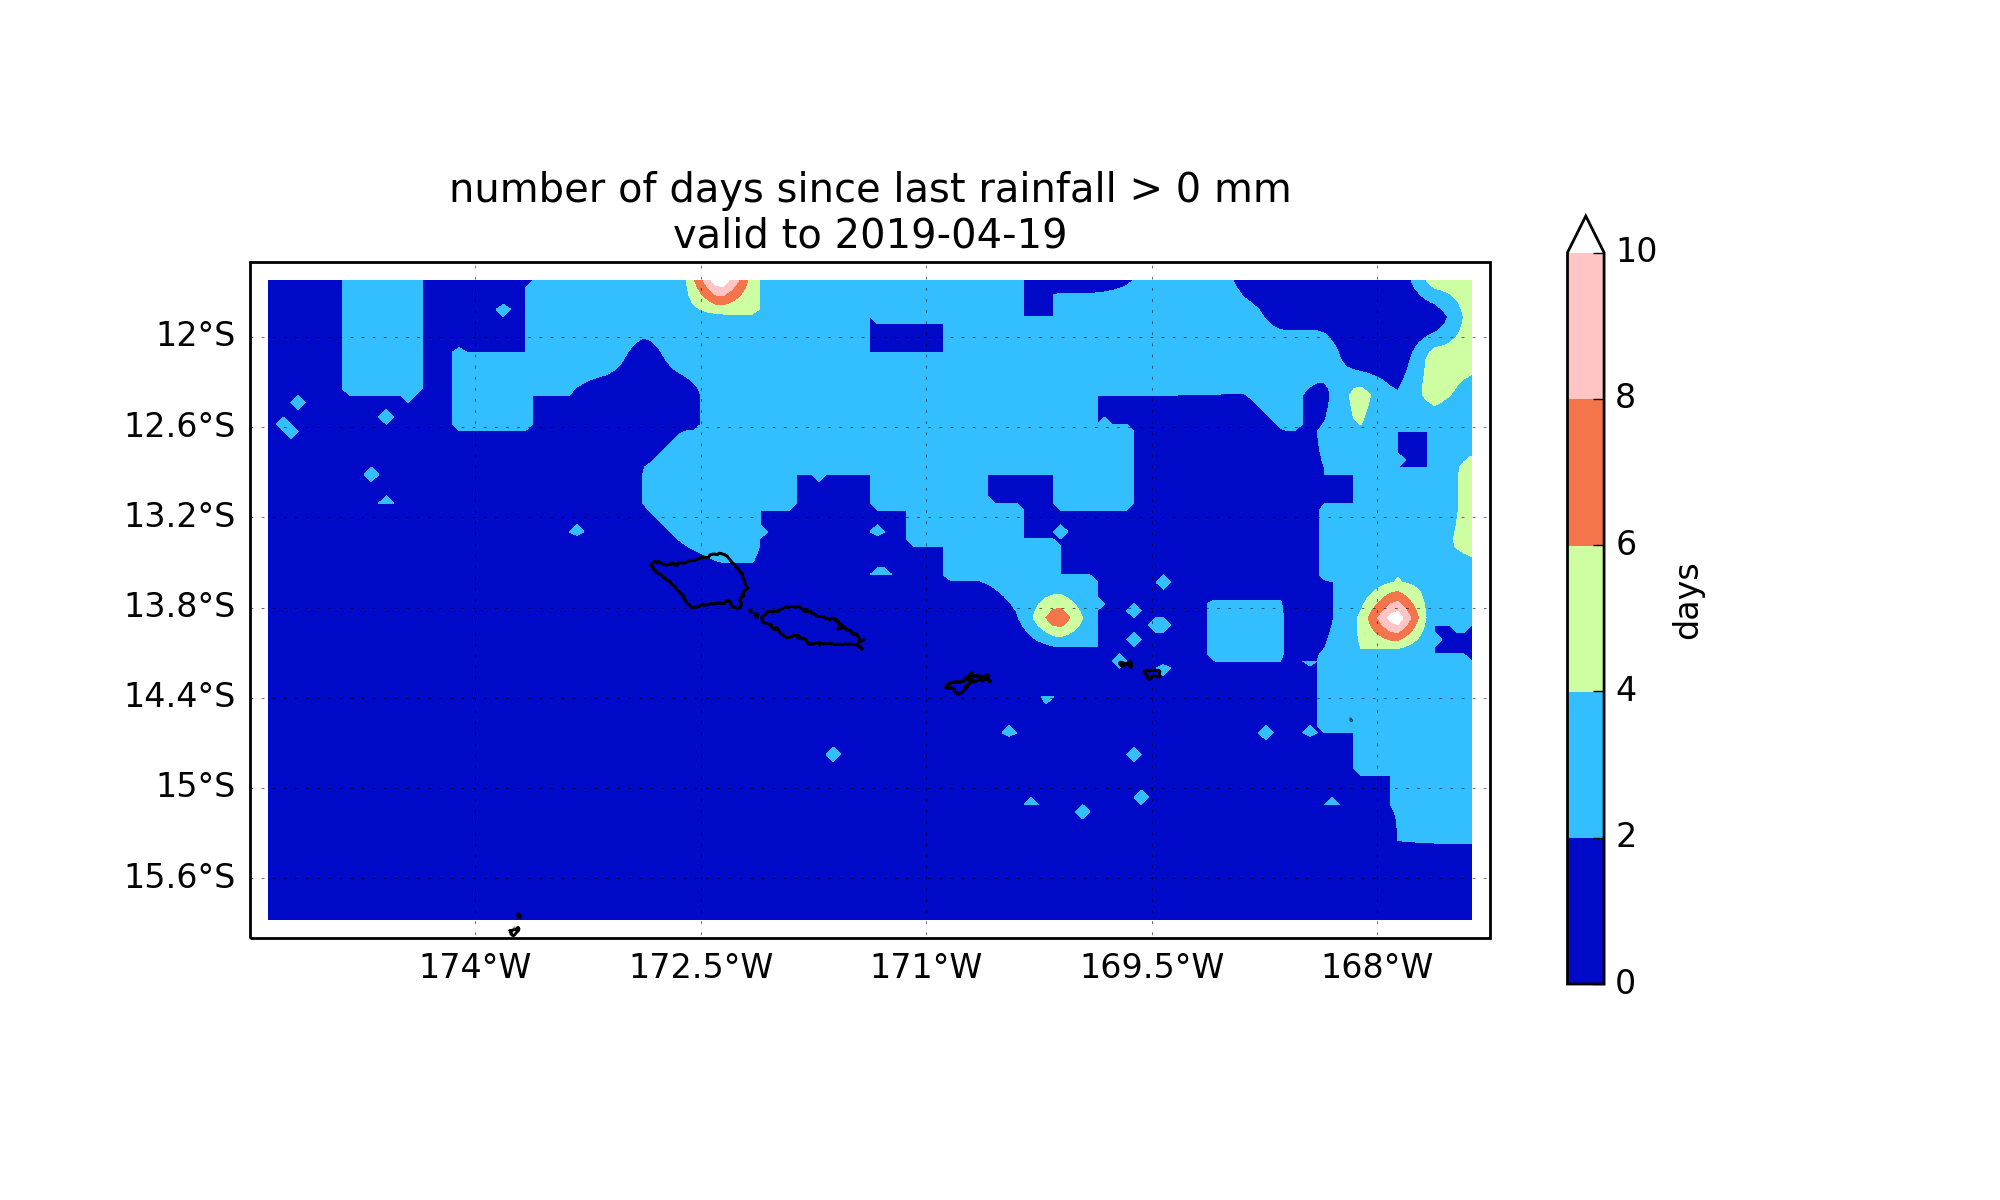 number of days since last rainfall > 0 mm
valid to 2019-04-19
12°S
12.6°S
13.2°S
13.8°S
14.4°S
15°S
15.6°S
174°W
172.5°W
171°W
169.5°W
168°W
10
8
6
4
2
0
days